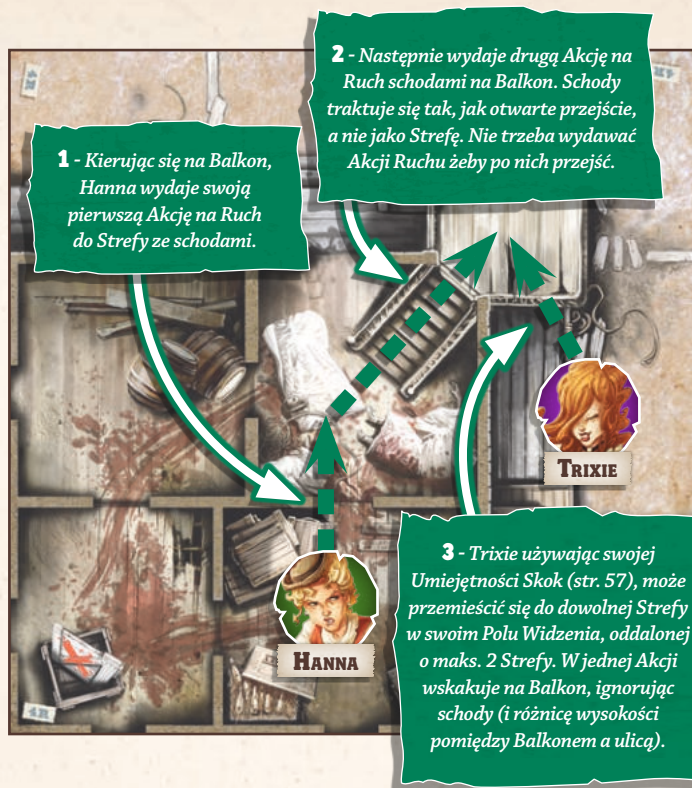 2 - Następnie wydaje drugą Akcję na
Ruch schodami na Balkon. Schody
traktuje się tak, jak otwarte przejście,
a nie jako Strefę. Nie trzeba wydawać
Akcji Ruchu żeby po nich przejść.
1 - Kierując się na Balkon,
Hanna wydaje swoją
pierwszą Akcję na Ruch
do Strefy ze schodami.
TRIXIE
HANNA
3 - Trixie używając swojej
Umiejętności Skok (str. 57), może
przemieścić się do dowolnej Strefy
w swoim Polu Widzenia, oddalonej
o maks. 2 Strefy. W jednej Akcji
wskakuje na Balkon, ignorując
schody (i różnicę wysokości
pomiędzy Balkonem a ulicą).
4R